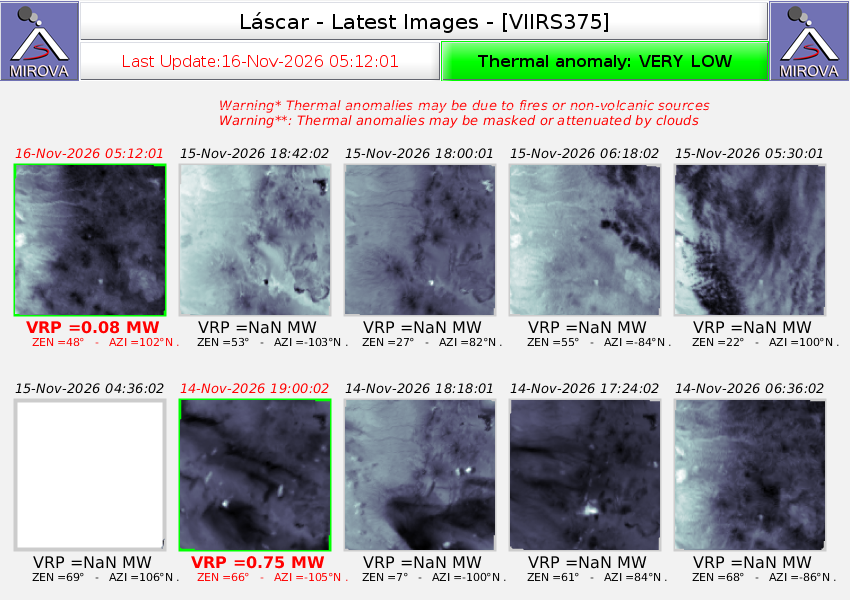 Láscar - Latest Images - [VIIRS375]
MIROVA
Last Update:16-Nov-2026 05:12:01
Thermal anomaly: VERY LOW
MIROVA
Warning* Thermal anomalies may be due to fires or non-volcanic sources
Warning**: Thermal anomalies may be masked or attenuated by clouds
16-Nov-2026 05:12:01
15-Nov-2026 18:42:02
15-Nov-2026 18:00:01
15-Nov-2026 06:18:02
15-Nov-2026 05:30:01
VRP =0.08 MW
VRP =NaN MW
VRP =NaN MW
VRP =NaN MW
VRP =NaN MW
ZEN =48° - AZI =102°N .
ZEN =53° - AZI =-103°N .
ZEN =27° - AZI =82°N .
ZEN =55° - AZI =-84°N .
ZEN =22° - AZI =100°N .
15-Nov-2026 04:36:02
14-Nov-2026 19:00:02
14-Nov-2026 18:18:01
14-Nov-2026 17:24:02
14-Nov-2026 06:36:02
VRP =NaN MW
VRP =0.75 MW
VRP =NaN MW
VRP =NaN MW
VRP =NaN MW
ZEN =69° - AZI =106°N .
ZEN =66° - AZI =-105°N .
ZEN =7° - AZI =-100°N .
ZEN =61° - AZI =84°N .
ZEN =68° - AZI =-86°N .